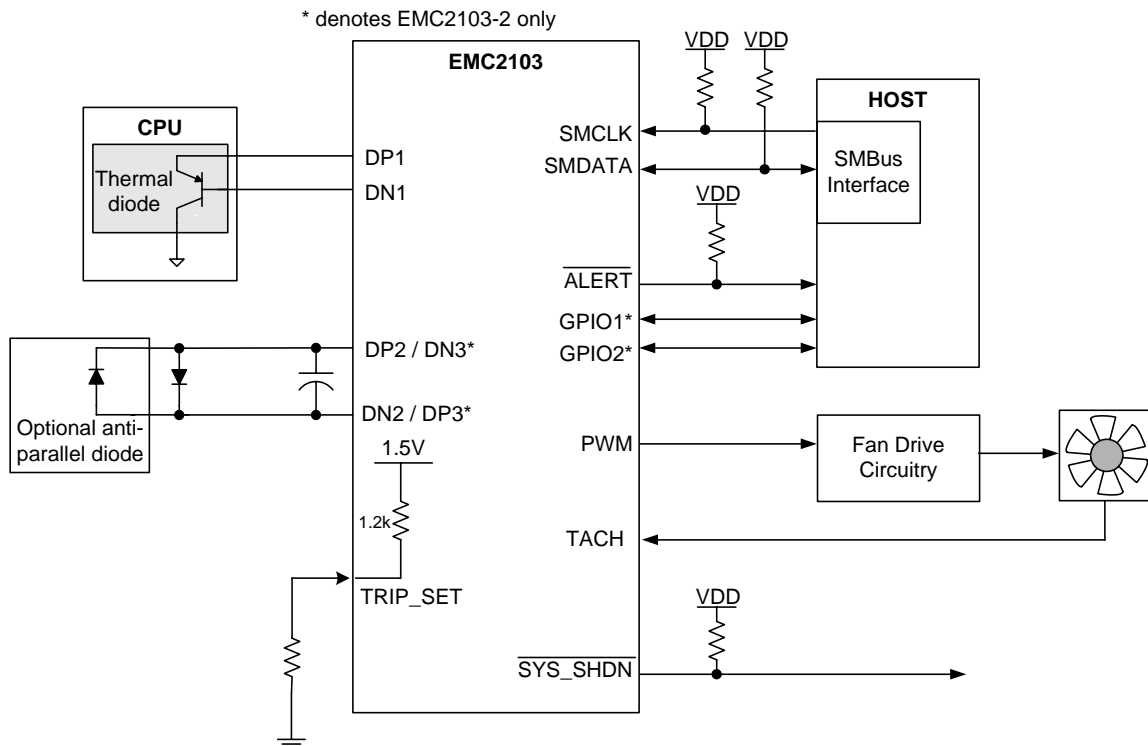 * denotes EMC2103-2 only
EMC2103
CPU
Thermal
diode
DP1
DN1
DP2 / DN3*
DN2 / DP3*
Optional anti-
parallel diode
1.5V
1.2k
TRIP_SET
VDD
VDD
SMCLK
SMDATA
HOST
SMBus
Interface
VDD
ALERT
GPIO1*
GPIO2*
PWM
Fan Drive
Circuitry
TACH
VDD
SYS_SHDN